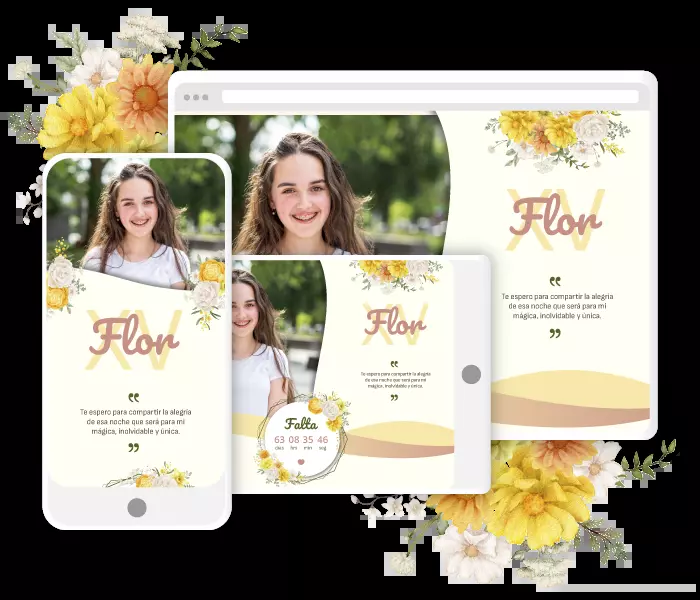 XV
Flor
Te espero para compartir la alegría
de esa noche que será para mi
mágica, inolvidable y única.
XV
Flor
Te espero para compartir la alegría
de esa noche que será para mi
mágica, inolvidable y única.
XV
Flor
Te espero para compartir la alegría
de esa noche que será para mi
mágica, inolvidable y única.
Falta
63 08 35 46
días hrs min seg